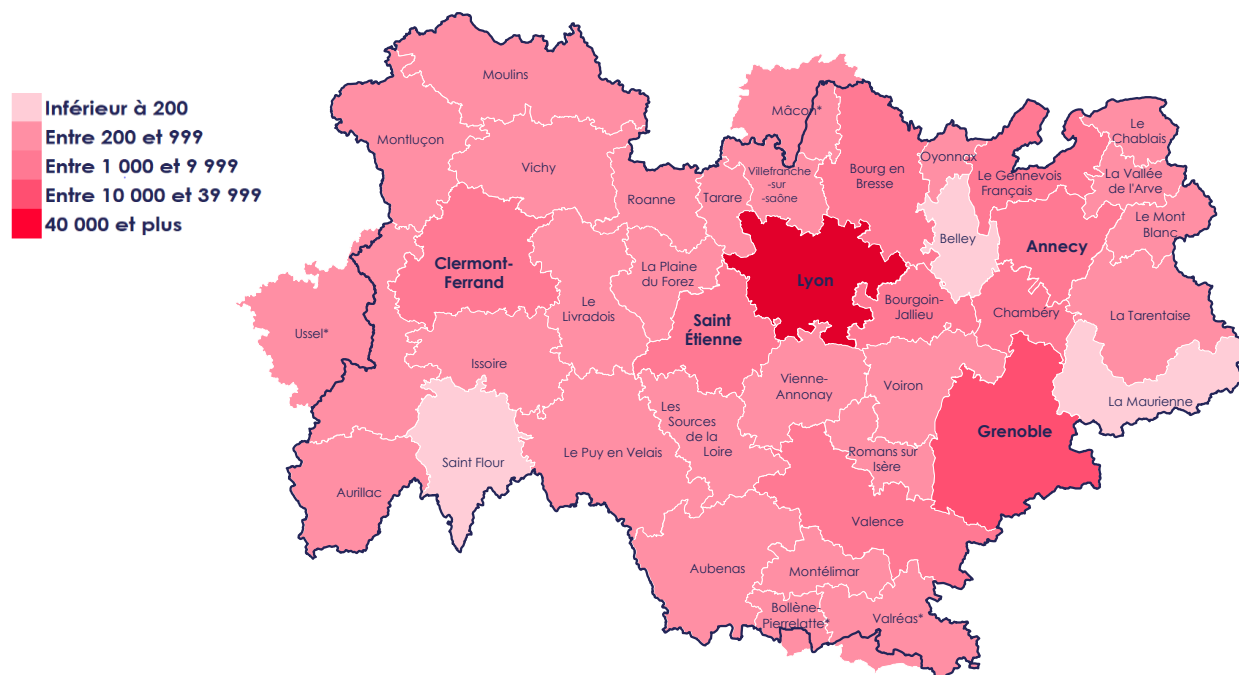 Inférieur à 200
Entre 200 et 999
Entre 1 000 et 9 999
Entre 10 000 et 39 999
40 000 et plus
Moulins
Montluçon
Vichy
Mâcon*
Le
Chablais
Oyonnax
Bourg en
Bresse
Le Gennevois
Français
La Vallée
de l'Arve
Villefranche
-sur
-saône
Roanne
Tarare
Le Mont
Blanc
Belley
Annecy
Clermont-
Ferrand
La Plaine
du Forez
Lyon
Le
Livradois
Bourgoin-
Jallieu
Chambéry
La Tarentaise
Ussel*
Saint
Étienne
Issoire
Vienne-
Annonay
Voiron
La Maurienne
Les
Sources
de la
Loire
Grenoble
Saint Flour
Le Puy en Velais
Romans sur
Isère
Aurillac
Valence
Aubenas
Montélimar
Bollène-
Pierrelatte*
Valréas*